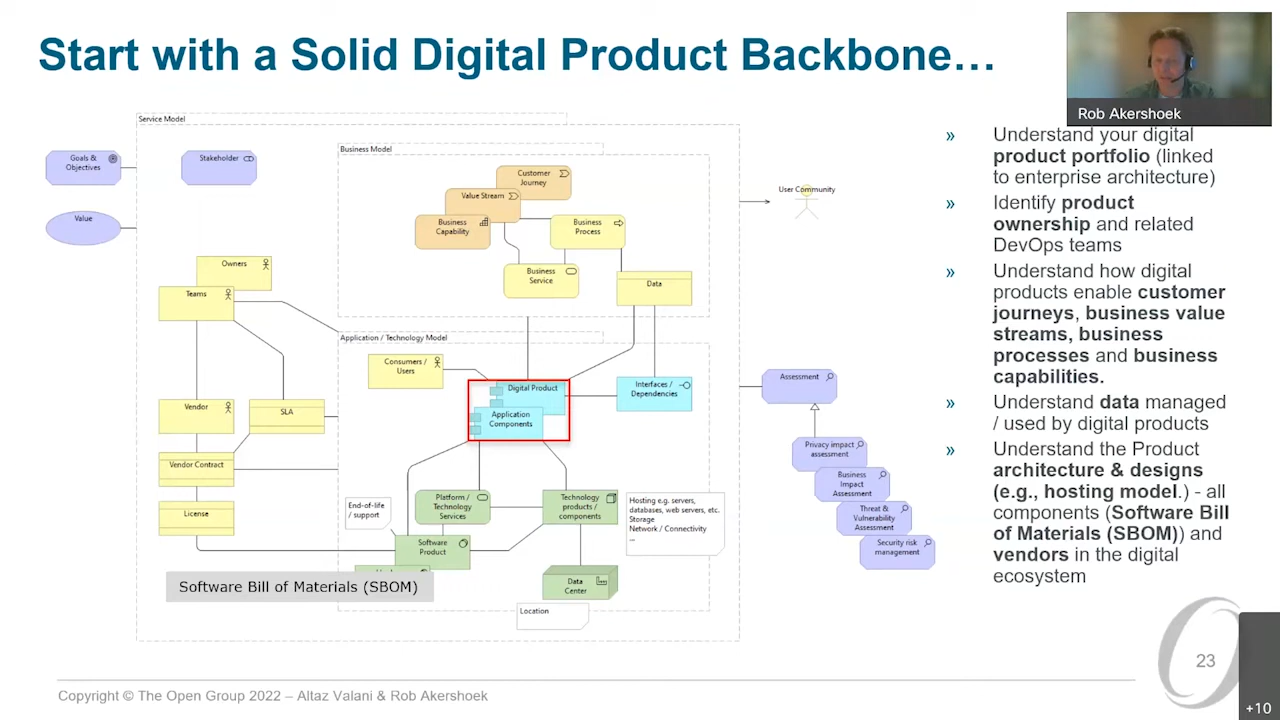 Start with a Solid Digital Product Backbone…
Rob Akershoek
Service Model
Goals &
Objectives
Stakeholder
Value
Business Model
Customer
Journey
Value Stream
Business
Capability
Business
Process
Business
Service
Data
User Community
Owners
Teams
Vendor
SLA
Vendor Contract
License
Application / Technology Model
Consumers /
Users
Digital Product
Application
Components
Interfaces /
Dependencies
End-of-life
/ support
Platform /
Technology
Services
Technology
products /
components
Hosting e.g. servers,
databases, web servers, etc.
Storage
Network / Connectivity
...
Software
Product
Data
Center
Location
Software Bill of Materials (SBOM)
Assessment
Privacy impact
assessment
Business
Impact
Assessment
Threat &
Vulnerability
Assessment
Security risk
management
» Understand your digital
product portfolio (linked
to enterprise architecture)
» Identify product
ownership and related
DevOps teams
» Understand how digital
products enable customer
journeys, business value
streams, business
processes and business
capabilities.
» Understand data managed
/ used by digital products
» Understand the Product
architecture & designs
(e.g., hosting model.) - all
components (Software Bill
of Materials (SBOM)) and
vendors in the digital
ecosystem
23
Copyright © The Open Group 2022 – Altaz Valani & Rob Akershoek
+10